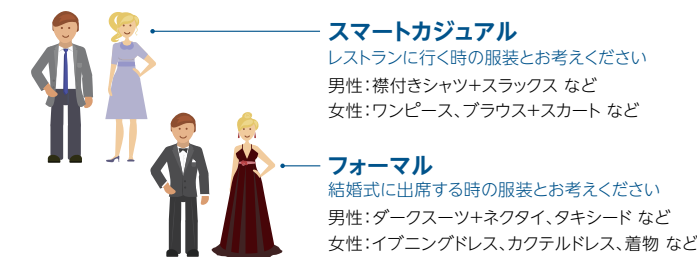 スマートカジュアル
レストランに行く時の服装とお考えください
男性：襟付きシャツ＋スラックス など
女性：ワンピース、ブラウス＋スカート など
フォーマル
結婚式に出席する時の服装とお考えください
男性：ダークスーツ＋ネクタイ、タキシード など
女性：イブニングドレス、カクテルドレス、着物 など